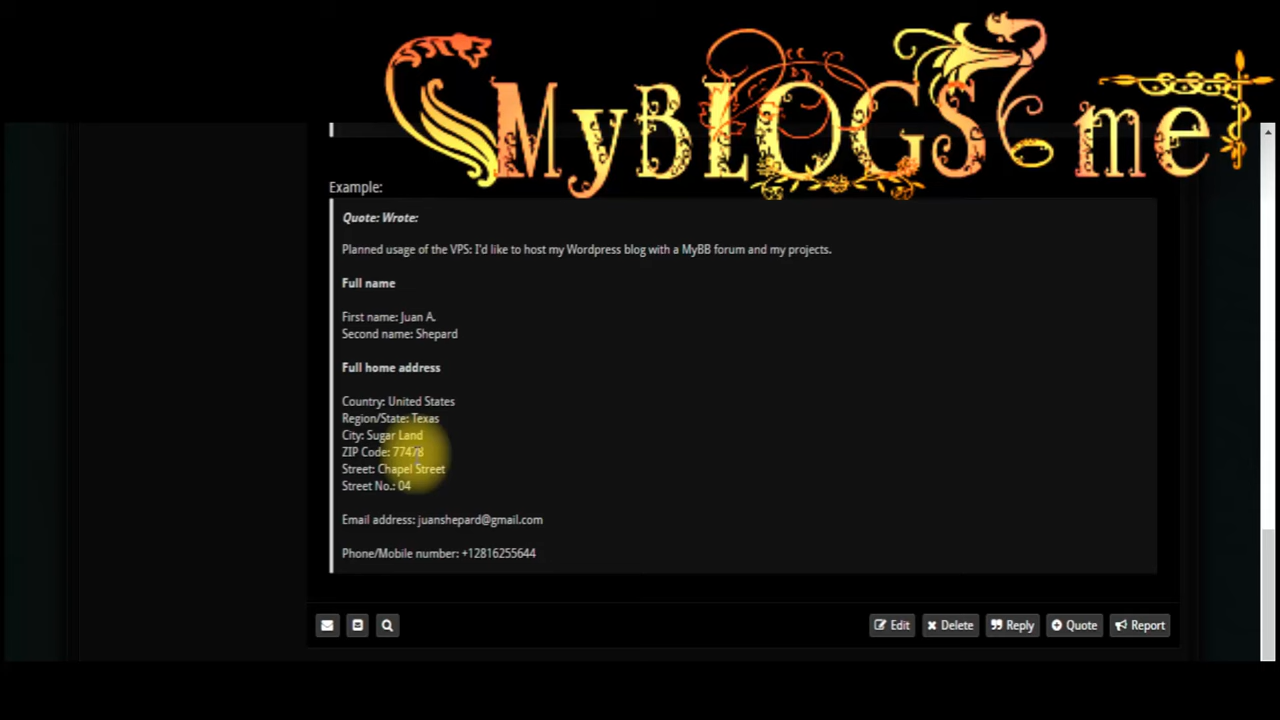 MyBLOGS me
Example:
Quote: Wrote:
Planned usage of the VPS: I'd like to host my Wordpress blog with a MyBB forum and my projects.
Full name
First name: Juan A.
Second name: Shepard
Full home address
Country: United States
Region/State: Texas
City: Sugar Land
ZIP Code: 77478
Street: Chapel Street
Street No.: 04
Email address: juanshepard@gmail.com
Phone/Mobile number: +12816255644
Edit Delete Reply Quote Report